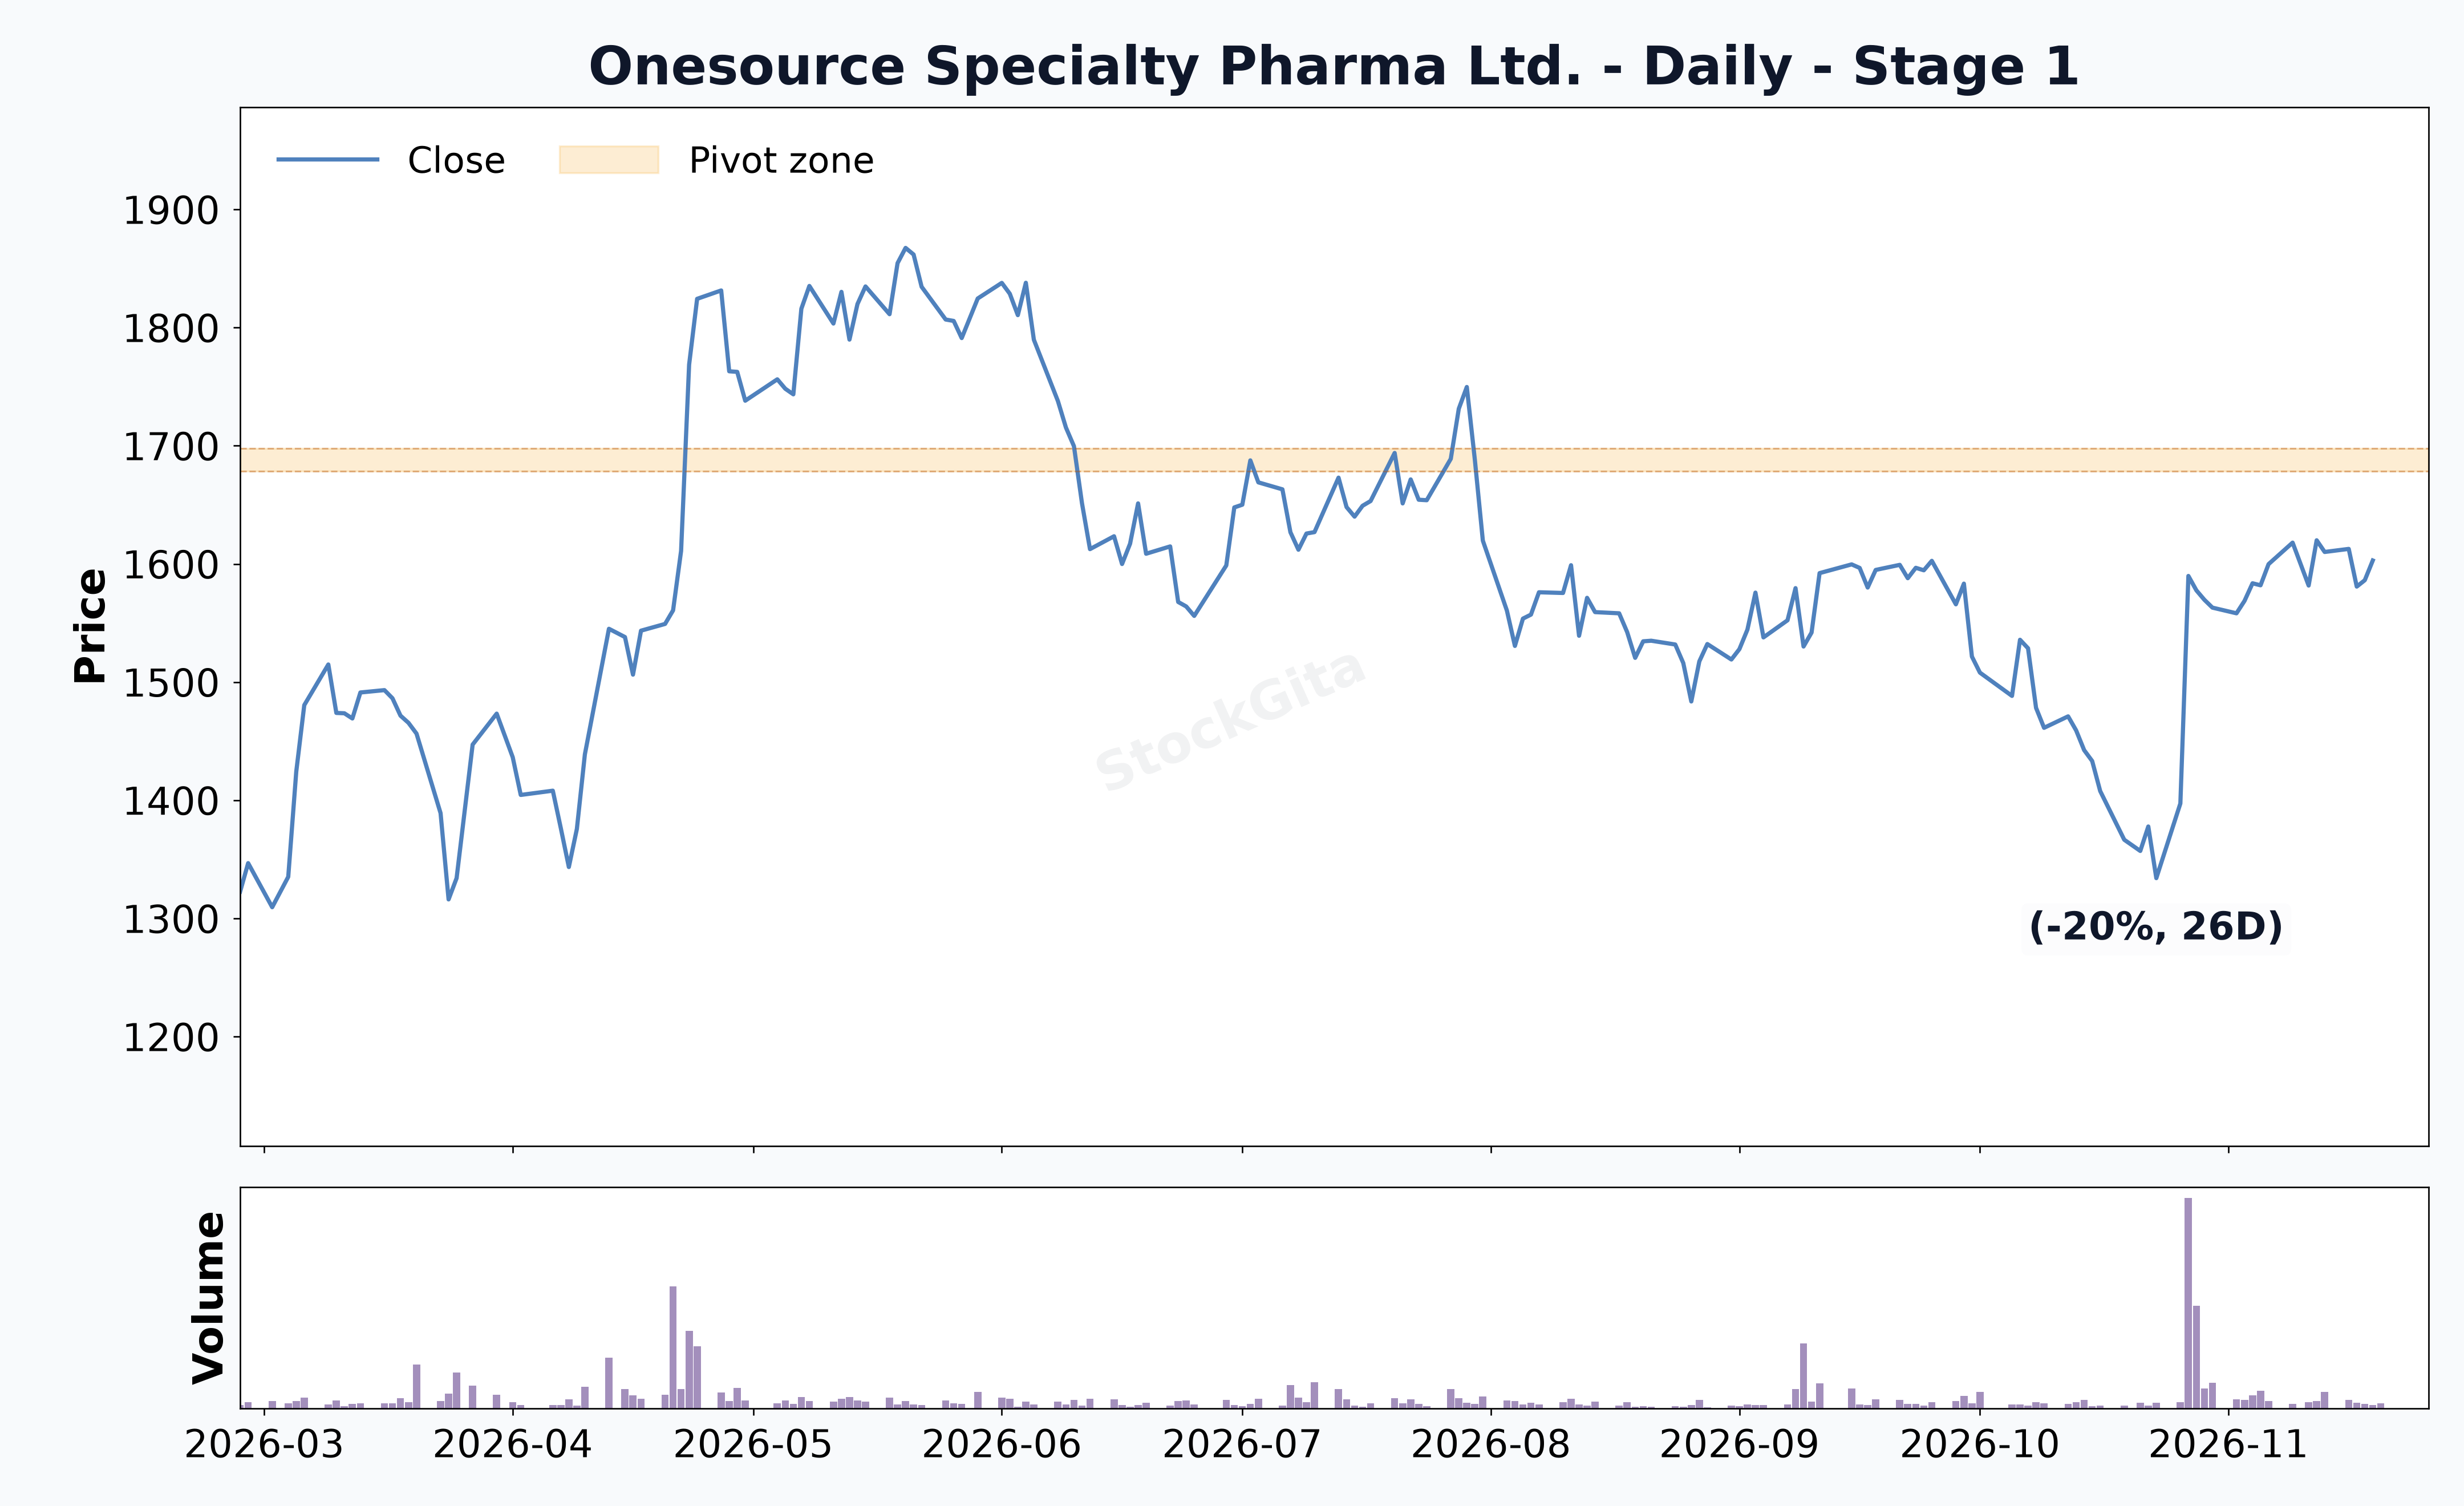 Onesource Specialty Pharma Ltd. - Daily - Stage 1
Close
Pivot zone
1900
1800
1700
1600
1500
1400
1300
1200
Price
StockGita
(-20%, 26D)
Volume
2026-03
2026-04
2026-05
2026-06
2026-07
2026-08
2026-09
2026-10
2026-11